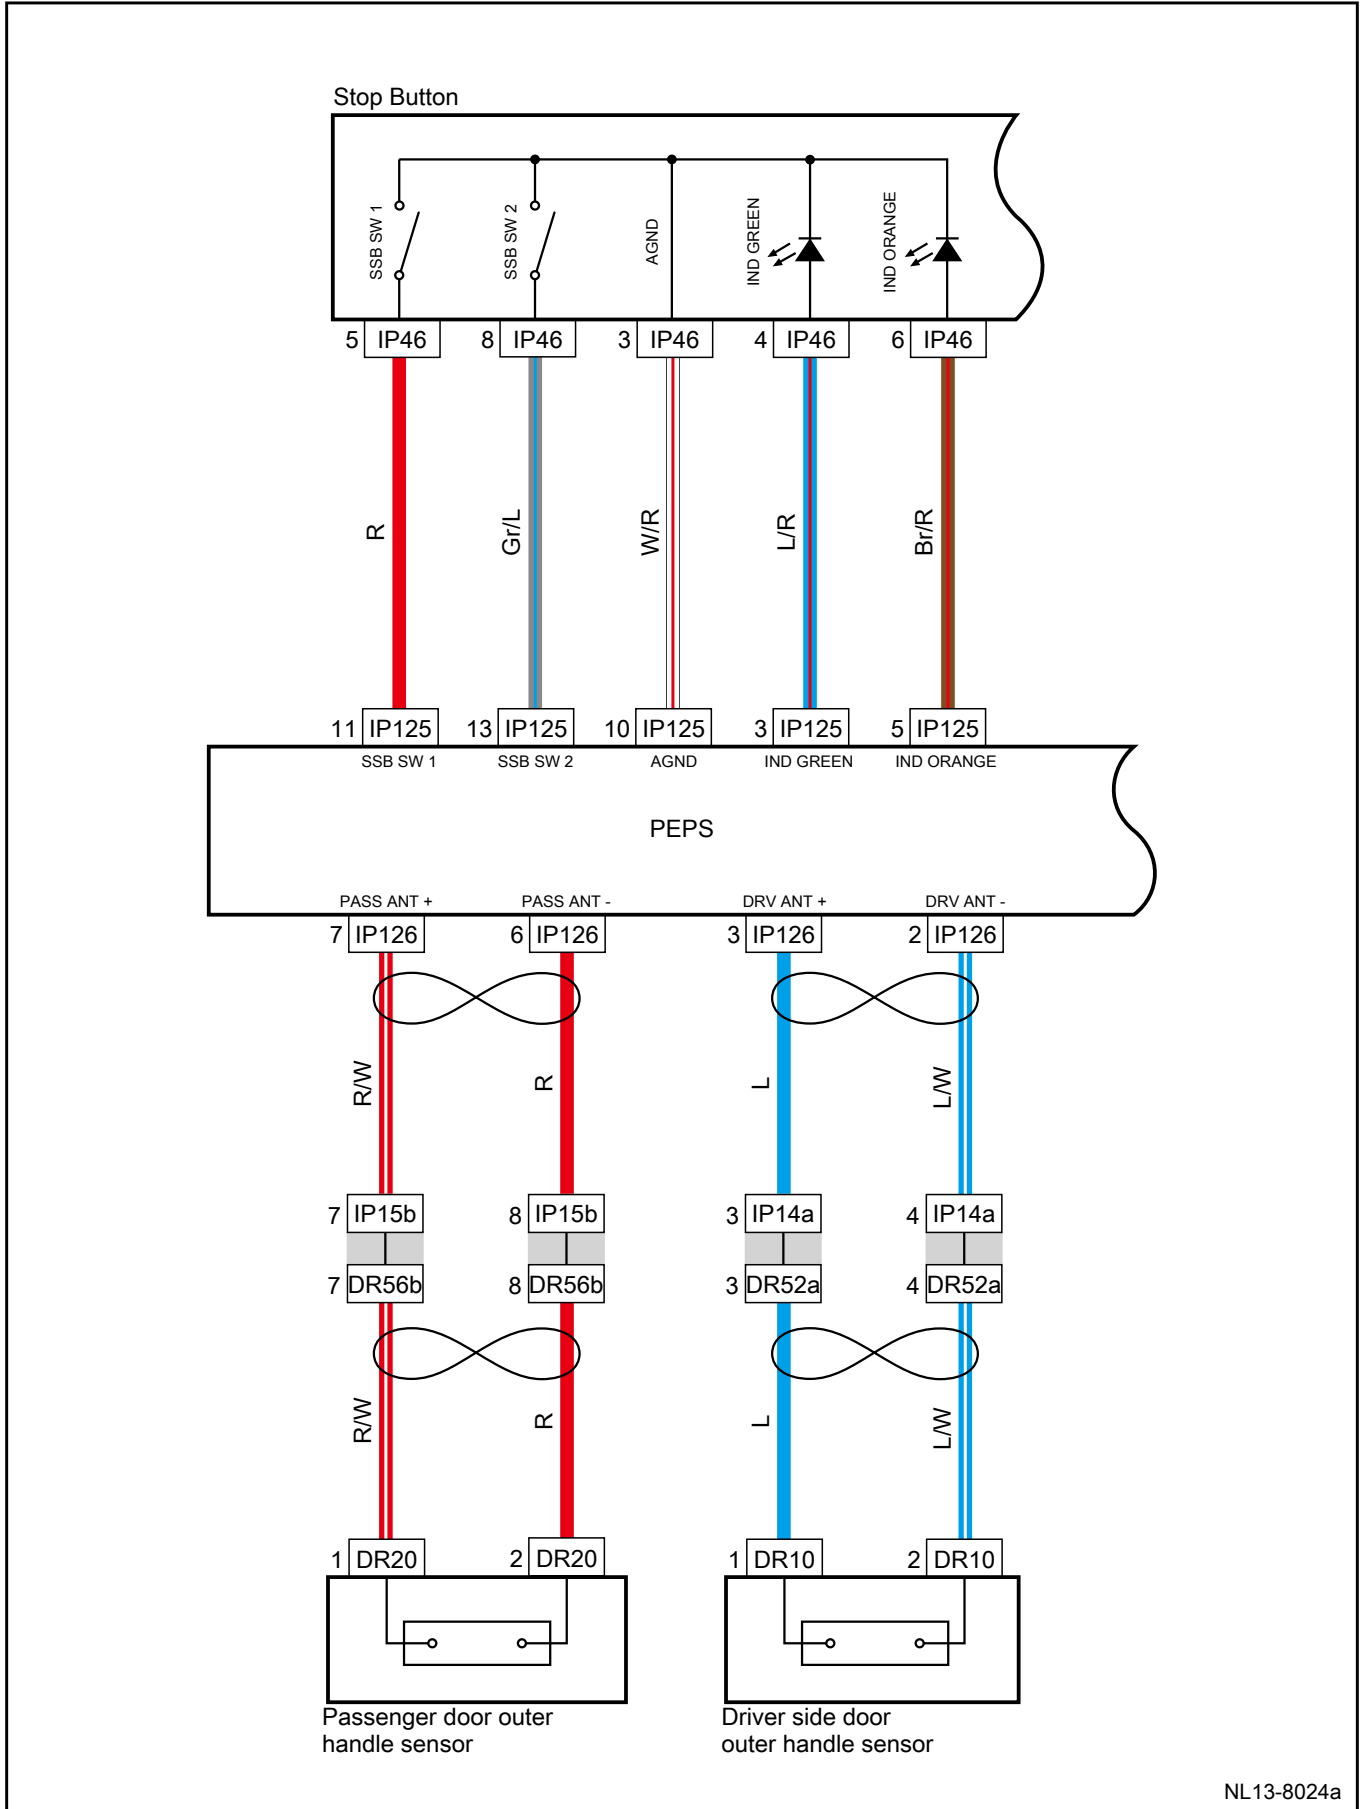 Stop Button
SSB SW 1
SSB SW 2
AGND
IND GREEN
IND ORANGE
5 IP46 8 IP46 3 IP46 4 IP46 6 IP46
R Gr/L W/R L/R Br/R
11 IP125 13 IP125 10 IP125 3 IP125 5 IP125
SSB SW 1 SSB SW 2 AGND IND GREEN IND ORANGE
PEPS
PASS ANT + PASS ANT - DRV ANT + DRV ANT -
7 IP126 6 IP126 3 IP126 2 IP126
R/W R L L/W
7 IP15b 8 IP15b 3 IP14a 4 IP14a
7 DR56b 8 DR56b 3 DR52a 4 DR52a
R/W R L L/W
1 DR20 2 DR20 1 DR10 2 DR10
Passenger door outer
handle sensor
Driver side door
outer handle sensor
NL13-8024a